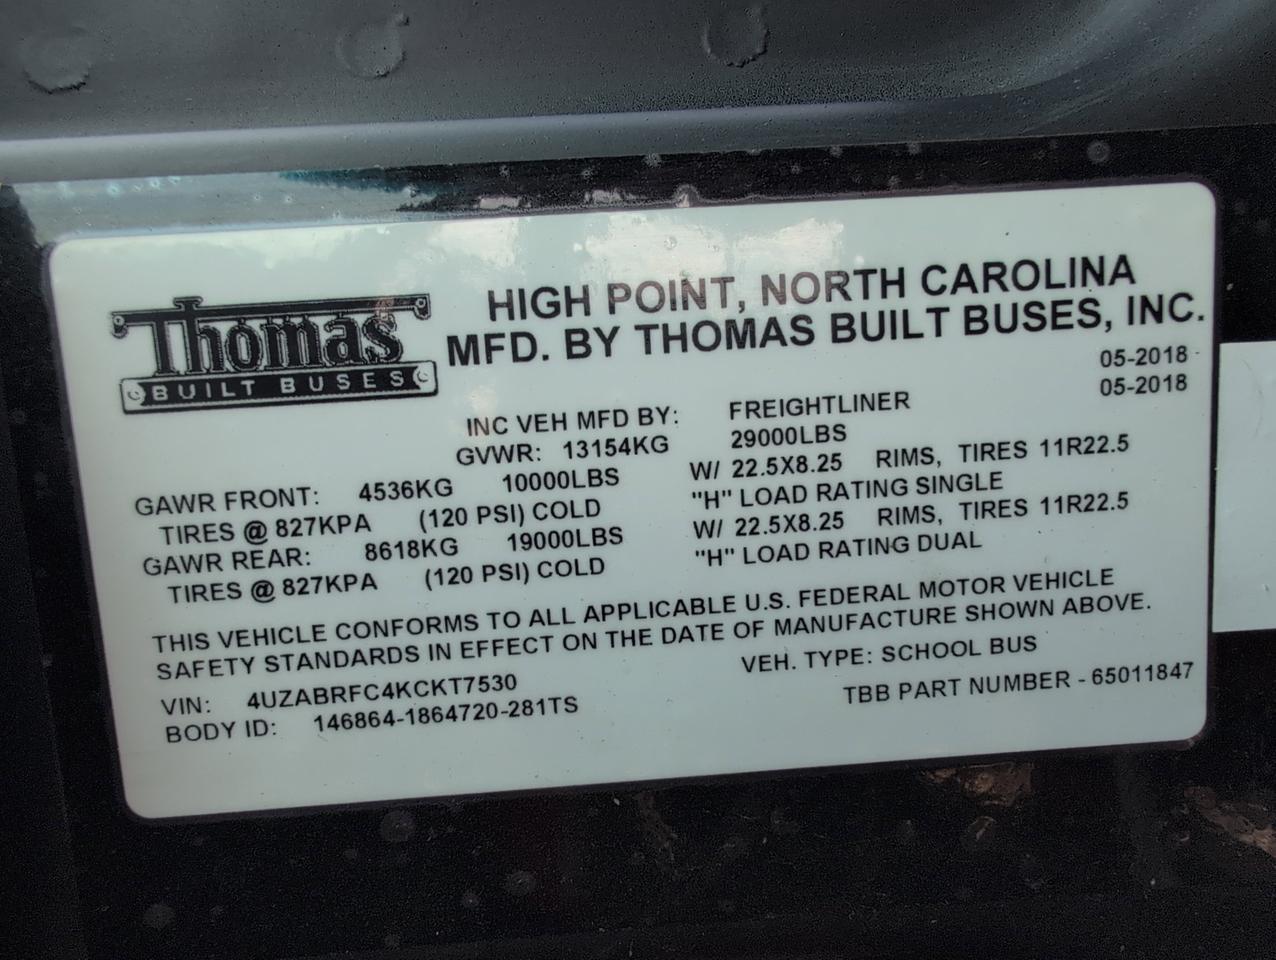 Thomas
BUILT BUSES
HIGH POINT, NORTH CAROLINA
MFD. BY THOMAS BUILT BUSES, INC.
05-2018
INC VEH MFD BY: FREIGHTLINER 05-2018
GVWR: 13154KG 29000LBS
GAWR FRONT: 4536KG 10000LBS W/ 22.5X8.25 RIMS, TIRES 11R22.5
TIRES @ 827KPA (120 PSI) COLD "H" LOAD RATING SINGLE
GAWR REAR: 8618KG 19000LBS W/ 22.5X8.25 RIMS, TIRES 11R22.5
TIRES @ 827KPA (120 PSI) COLD "H" LOAD RATING DUAL
THIS VEHICLE CONFORMS TO ALL APPLICABLE U.S. FEDERAL MOTOR VEHICLE
SAFETY STANDARDS IN EFFECT ON THE DATE OF MANUFACTURE SHOWN ABOVE.
VIN: 4UZABRFC4KCKT7530 VEH. TYPE: SCHOOL BUS
BODY ID: 146864-1864720-281TS TBB PART NUMBER - 65011847